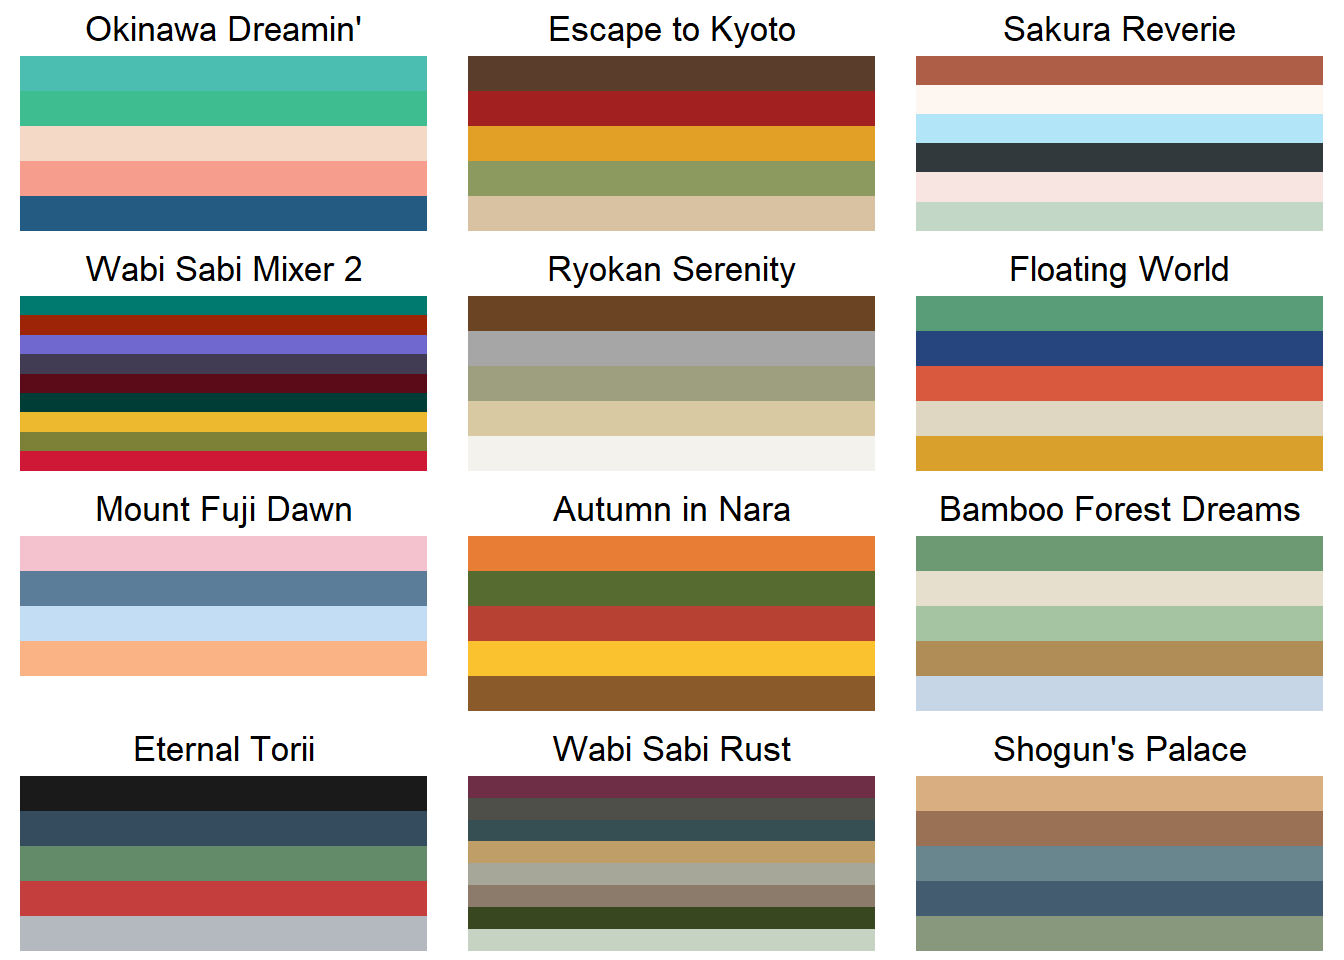 Okinawa Dreamin'
Escape to Kyoto
Sakura Reverie
Wabi Sabi Mixer 2
Ryokan Serenity
Floating World
Mount Fuji Dawn
Autumn in Nara
Bamboo Forest Dreams
Eternal Torii
Wabi Sabi Rust
Shogun's Palace